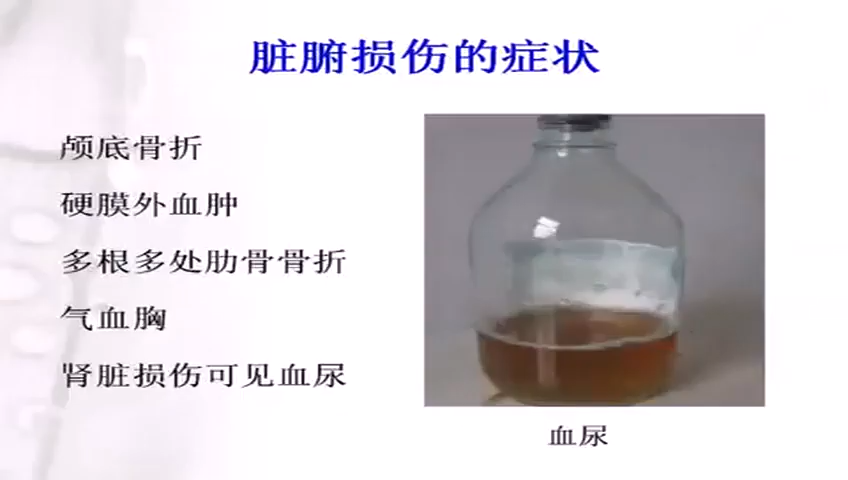 脏腑损伤的症状
颅底骨折
硬膜外血肿
多根多处肋骨骨折
气血胸
肾脏损伤可见血尿
血尿